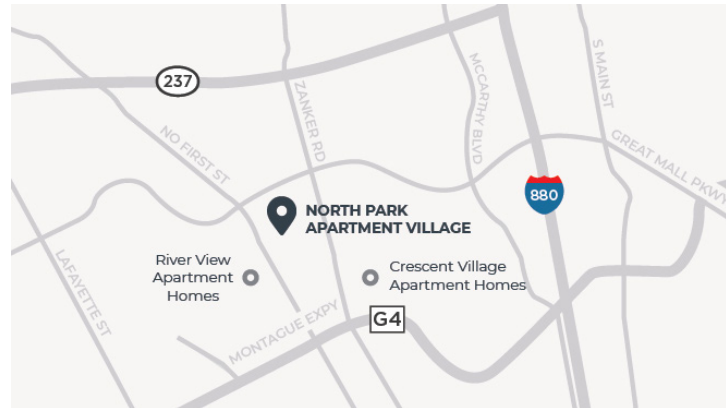 237
ZANKER RD
NO FIRST ST
MCCARTHY BLVD
S MAIN ST
GREAT MALL PKWY
880
NORTH PARK
APARTMENT VILLAGE
LAFAYETTE ST
River View
Apartment
Homes
Crescent Village
Apartment Homes
MONTAGUE EXPY
G4